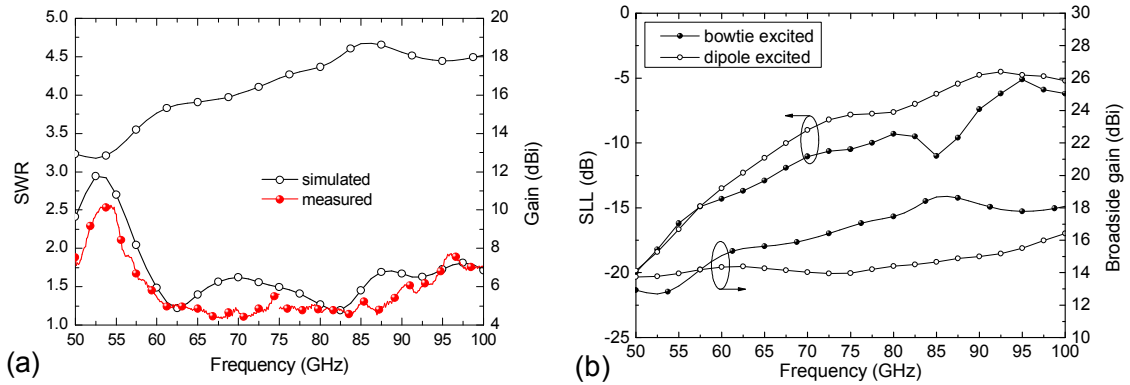 5.0
4.5
4.0
3.5
3.0
2.5
2.0
1.5
1.0
SWR
20
18
16
14
12
10
8
6
4
Gain (dBi)
simulated
measured
50 55 60 65 70 75 80 85 90 95 100
Frequency (GHz)
(a)
0
-5
-10
-15
-20
-25
SLL (dB)
bowtie excited
dipole excited
30
28
26
24
22
20
18
16
14
12
10
Broadside gain (dBi)
50 55 60 65 70 75 80 85 90 95 100
Frequency (GHz)
(b)